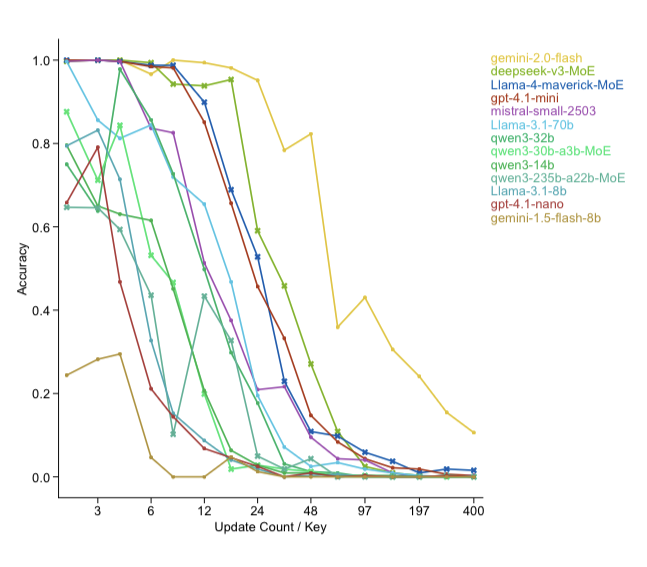 1.0
0.8
0.6
0.4
0.2
0.0
Accuracy
3 6 12 24 48 97 197 400
Update Count / Key
gemini-2.0-flash
deepseek-v3-MoE
Llama-4-maverick-MoE
gpt-4.1-mini
mistral-small-2503
Llama-3.1-70b
qwen3-32b
qwen3-30b-a3b-MoE
qwen3-14b
qwen3-235b-a22b-MoE
Llama-3.1-8b
gpt-4.1-nano
gemini-1.5-flash-8b